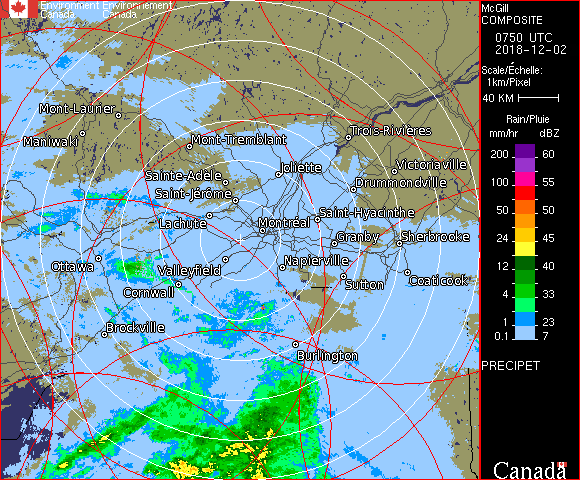 Environment Environnement
Canada Canada
McGill
COMPOSITE
0750 UTC
2018-12-02
Scale/Échelle:
1km/Pixel
40 KM
Rain/Pluie
mm/hr dBZ
200 60
100 55
50 50
24 45
12 40
4 33
1 23
0.1 7
PRECIPET
Canada
Mont-Laurier
Maniwaki
Mont-Tremblant
Trois-Rivières
Sainte-Adèle
Joliette
Victoriaville
Saint-Jérôme
Drummondville
Lachute
Montréal
Saint-Hyacinthe
Granby
Sherbrooke
Ottawa
Valleyfield
Napierville
Cornwall
Sutton
Coaticook
Brockville
Burlington